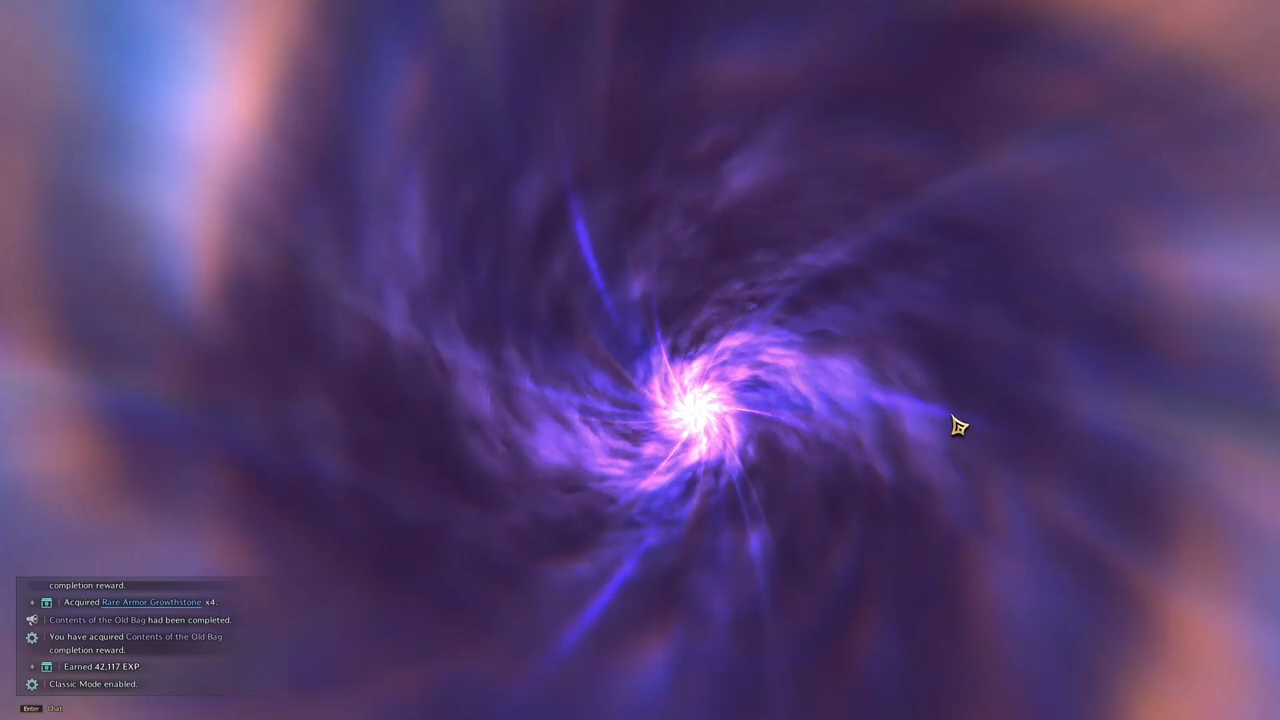 completion reward.
Acquired Rare Armor Growthstone x4.
Contents of the Old Bag had been completed.
You have acquired Contents of the Old Bag
completion reward.
Earned 42,117 EXP.
Classic Mode enabled.
Enter Chat